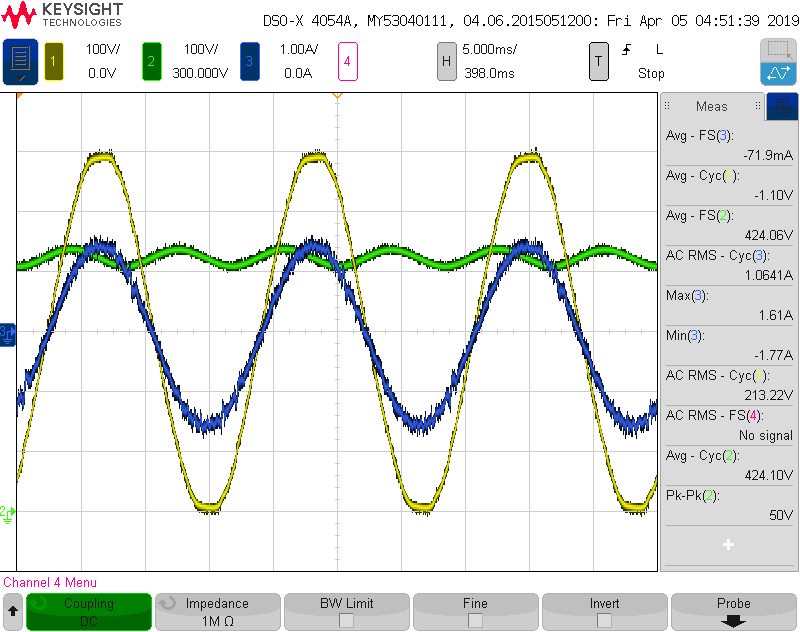 KEYSIGHT
TECHNOLOGIES
DSO-X 4054A, MY53040111, 04.06.2015051200: Fri Apr 05 04:51:39 2019
1 100V/ 2 100V/ 3 1.00A/ 4 H 5.000ms/ T L
0.0V 300.000V 0.0A 398.0ms Stop
Meas
Avg - FS(3):
-71.9mA
Avg - Cyc( ):
-1.10V
Avg - FS(2):
424.06V
AC RMS - Cyc(3):
1.0641A
Max(3):
1.61A
Min(3):
-1.77A
AC RMS - Cyc( ):
213.22V
AC RMS - FS(4):
No signal
Avg - Cyc(2):
424.10V
Pk-Pk(2):
50V
3
2
Channel 4 Menu
Coupling Impedance BW Limit Fine Invert Probe
DC 1M Ω